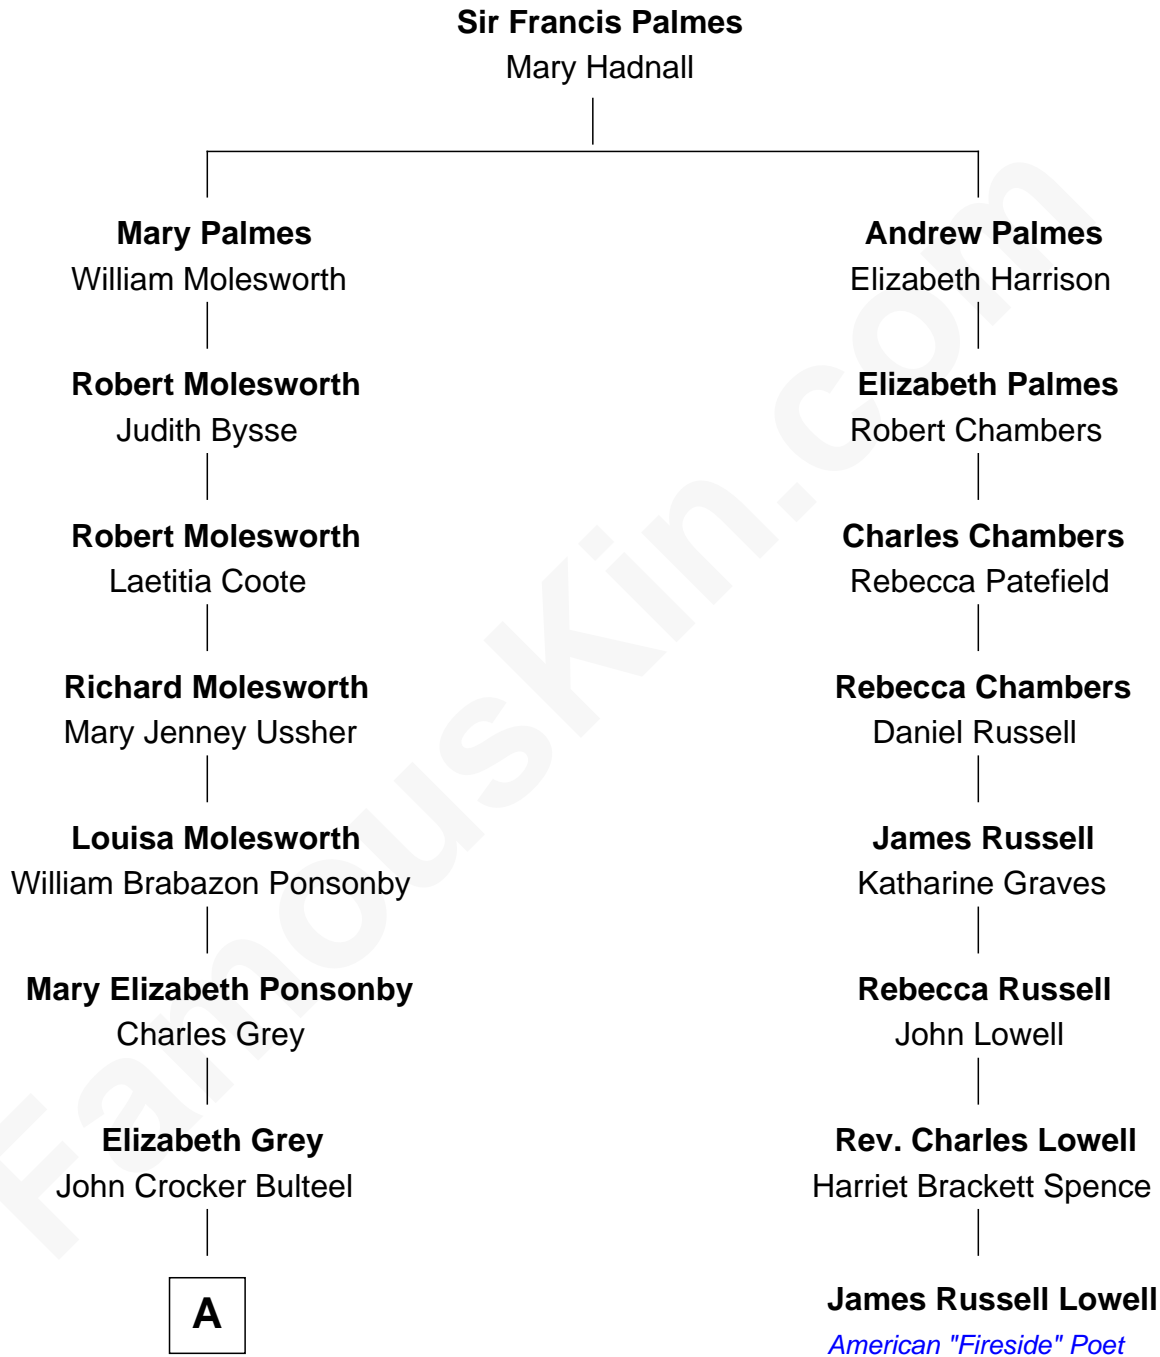 Sir Francis Palmes
Mary Hadnall
Mary Palmes
William Molesworth
Andrew Palmes
Elizabeth Harrison
Robert Molesworth
Judith Bysse
Elizabeth Palmes
Robert Chambers
Robert Molesworth
Laetitia Coote
Charles Chambers
Rebecca Patefield
Richard Molesworth
Mary Jenney Ussher
Rebecca Chambers
Daniel Russell
Louisa Molesworth
William Brabazon Ponsonby
James Russell
Katharine Graves
Mary Elizabeth Ponsonby
Charles Grey
Rebecca Russell
John Lowell
Elizabeth Grey
John Crocker Bulteel
Rev. Charles Lowell
Harriet Brackett Spence
A
James Russell Lowell
American "Fireside" Poet
FamousKin.com